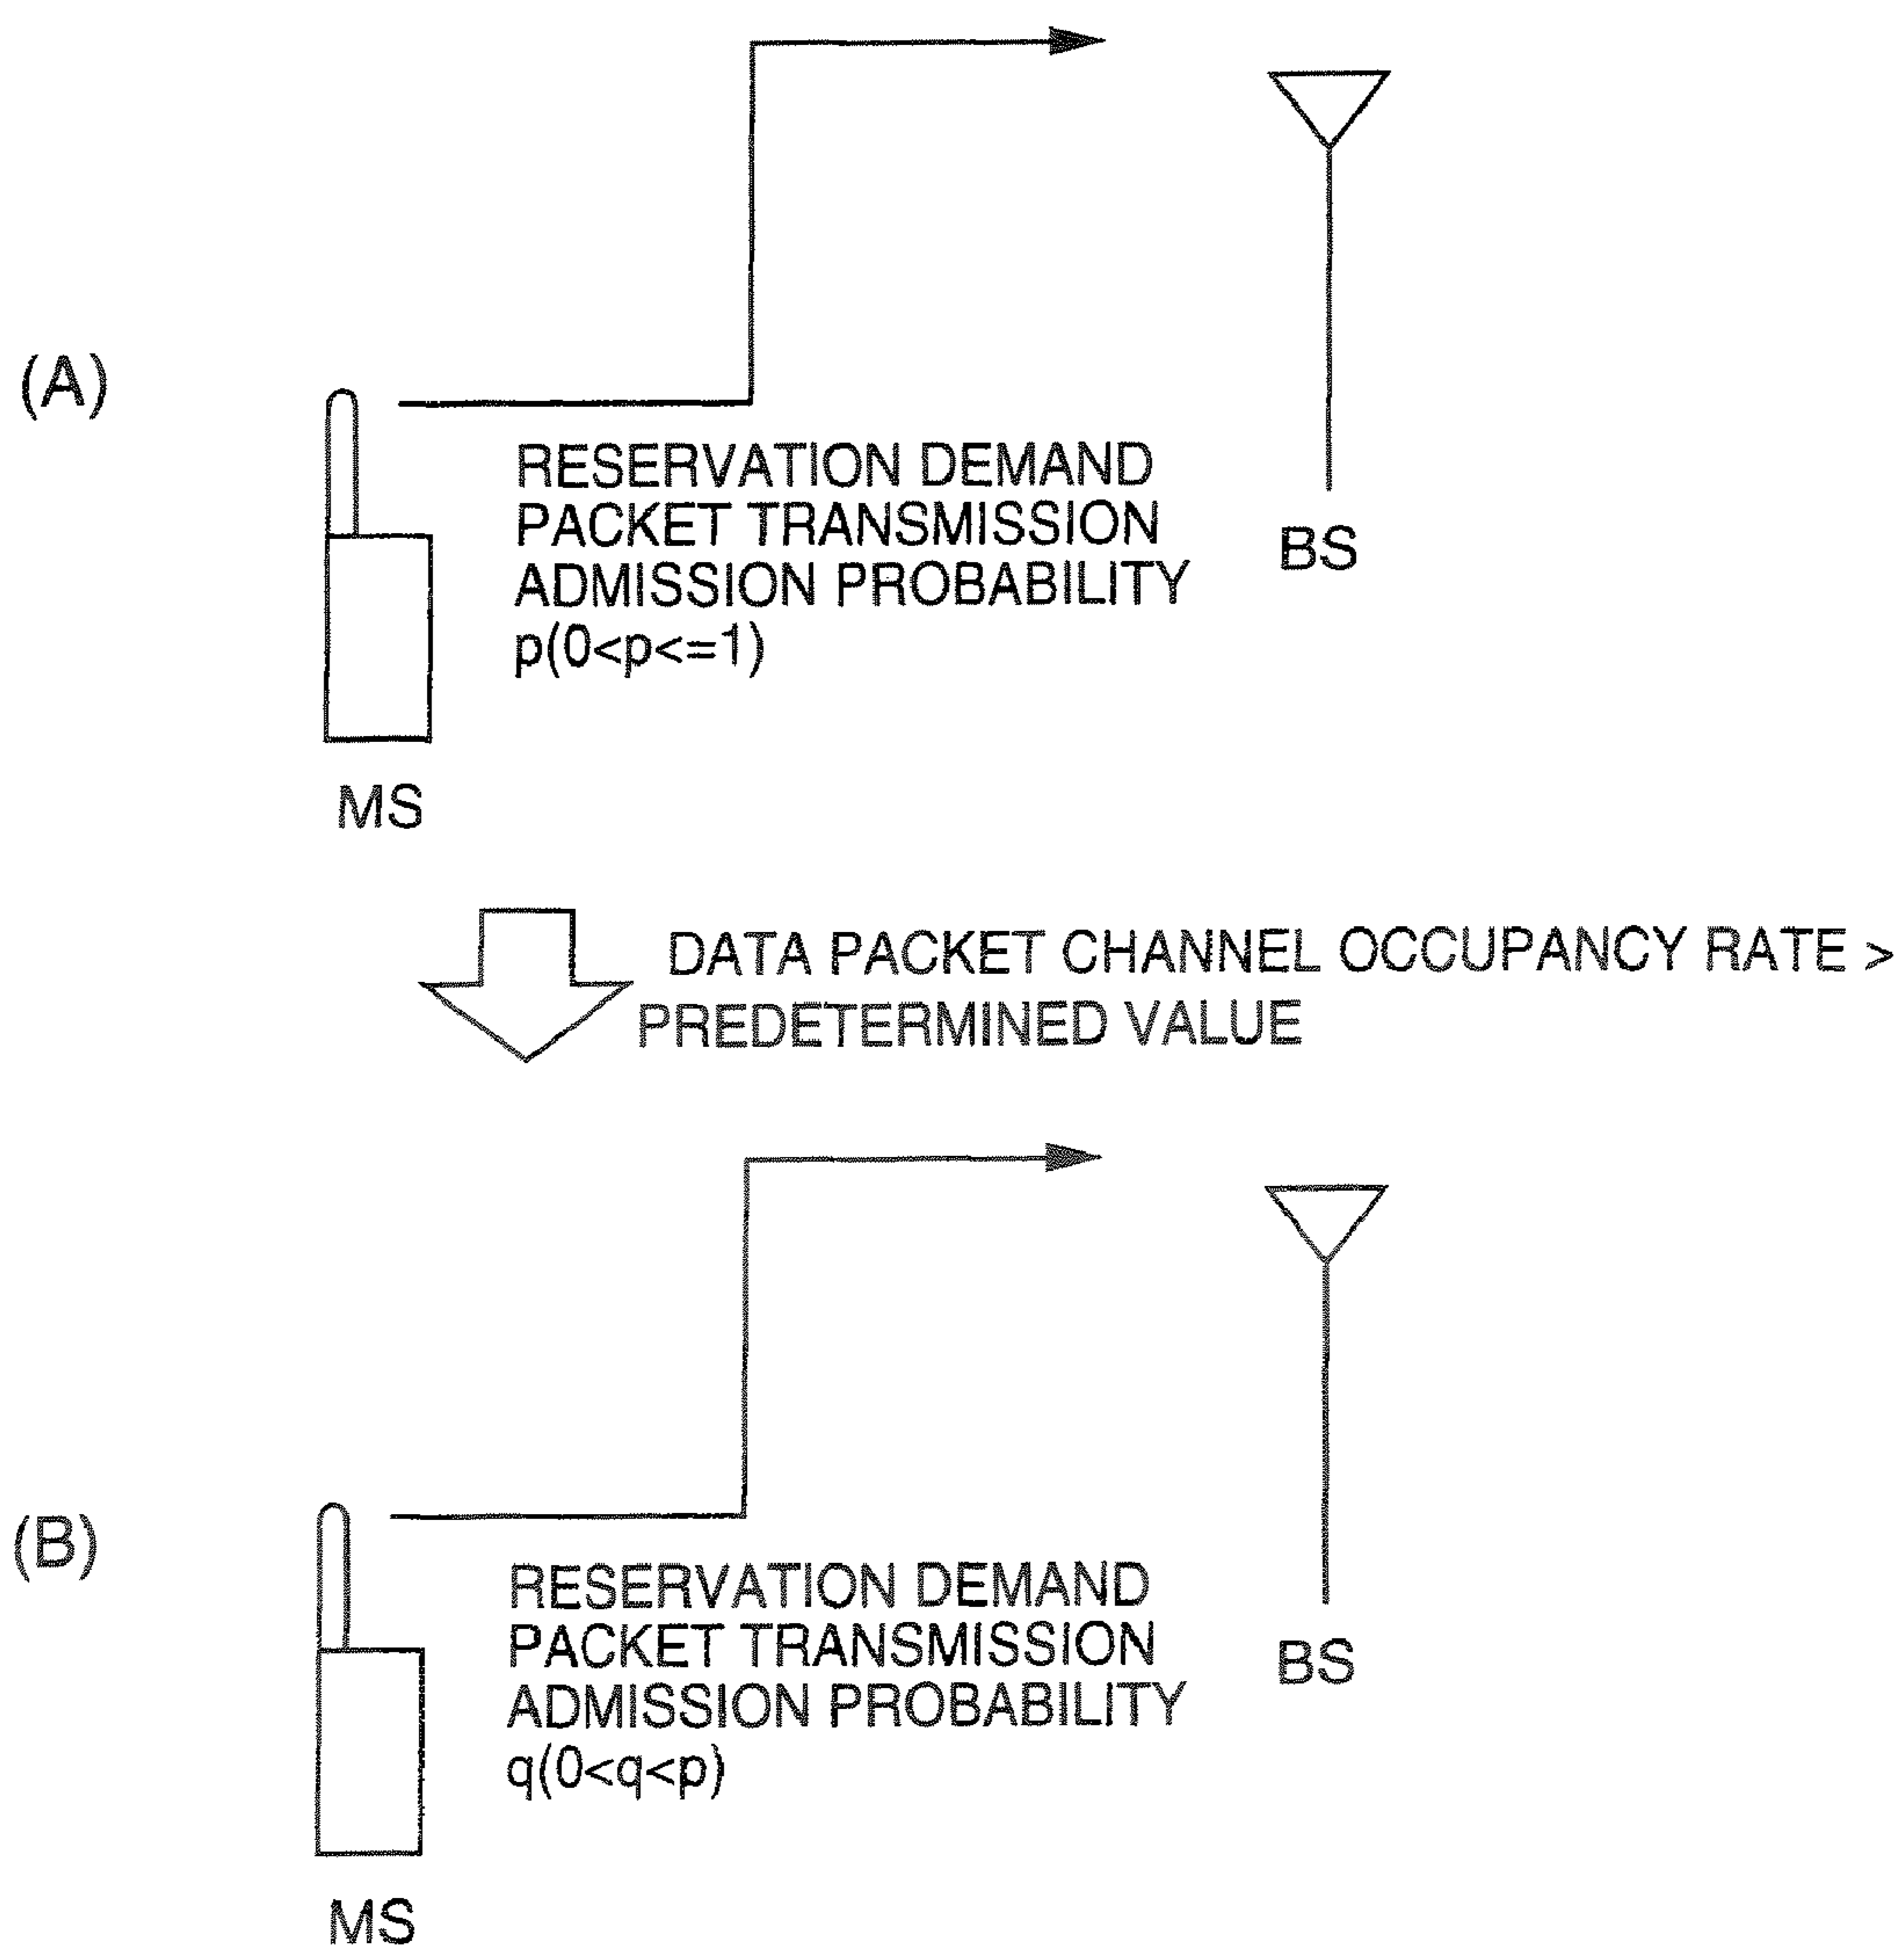 (A)
RESERVATION DEMAND
PACKET TRANSMISSION
ADMISSION PROBABILITY
p(0<p<=1)
BS
MS
DATA PACKET CHANNEL OCCUPANCY RATE >
PREDETERMINED VALUE
(B)
RESERVATION DEMAND
PACKET TRANSMISSION
ADMISSION PROBABILITY
q(0<q<p)
BS
MS